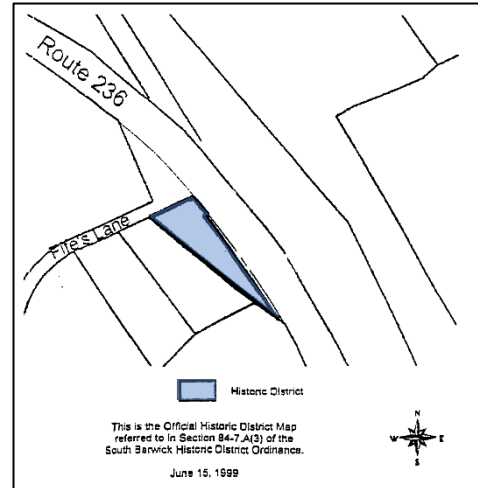 Route 236
Fife's Lane
Historic District
This is the Official Historic District Map
referred to in Section 84-7.A(3) of the
South Berwick Historic District Ordinance.
June 15, 1999
N
W E
S